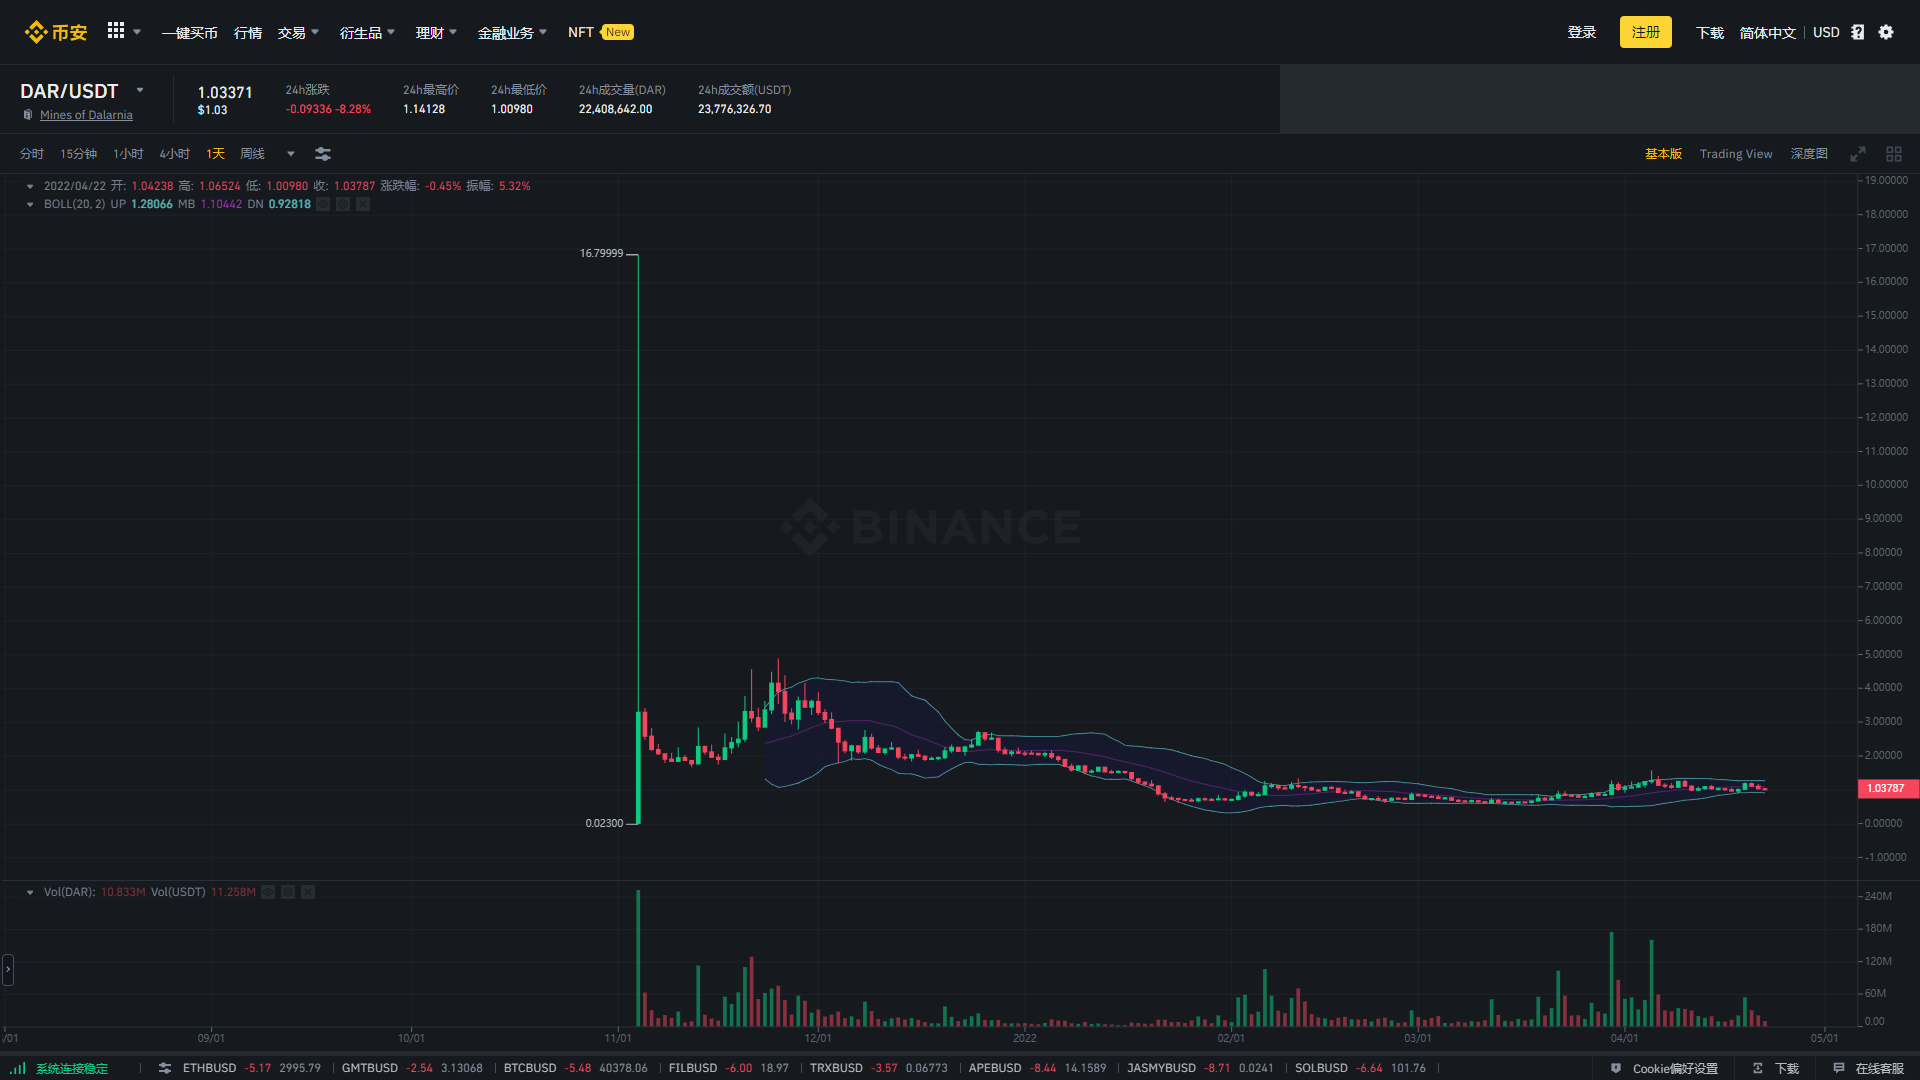 币安 一键买币 行情 交易 衍生品 理财 金融业务 NFT New 登录 注册 下载 简体中文 USD
DAR/USDT
Mines of Dalarnia
1.03371
$1.03
24h涨跌
-0.09336 -8.28%
24h最高价
1.14128
24h最低价
1.00980
24h成交量(DAR)
22,408,642.00
24h成交额(USDT)
23,776,326.70
分时 15分钟 1小时 4小时 1天 周线 基本版 Trading View 深度图
2022/04/22 开: 1.04238 高: 1.06524 低: 1.00980 收: 1.03787 涨跌幅: -0.45% 振幅: 5.32%
BOLL(20, 2) UP 1.28066 MB 1.10442 DN 0.92818
16.79999
0.02300
BINANCE
19.00000
18.00000
17.00000
16.00000
15.00000
14.00000
13.00000
12.00000
11.00000
10.00000
9.00000
8.00000
7.00000
6.00000
5.00000
4.00000
3.00000
2.00000
1.03787
0.00000
-1.00000
Vol(DAR): 10.833M Vol(USDT) 11.258M
240M
180M
120M
60M
0.00
/01 09/01 10/01 11/01 12/01 2022 02/01 03/01 04/01 05/01
系统连接稳定 ETHBUSD -5.17 2995.79 GMTBUSD -2.54 3.13068 BTCBUSD -5.48 40378.06 FILBUSD -6.00 18.97 TRXBUSD -3.57 0.06773 APEBUSD -8.44 14.1589 JASMYBUSD -8.71 0.0241 SOLBUSD -6.64 101.76 Cookie偏好设置 下载 在线客服